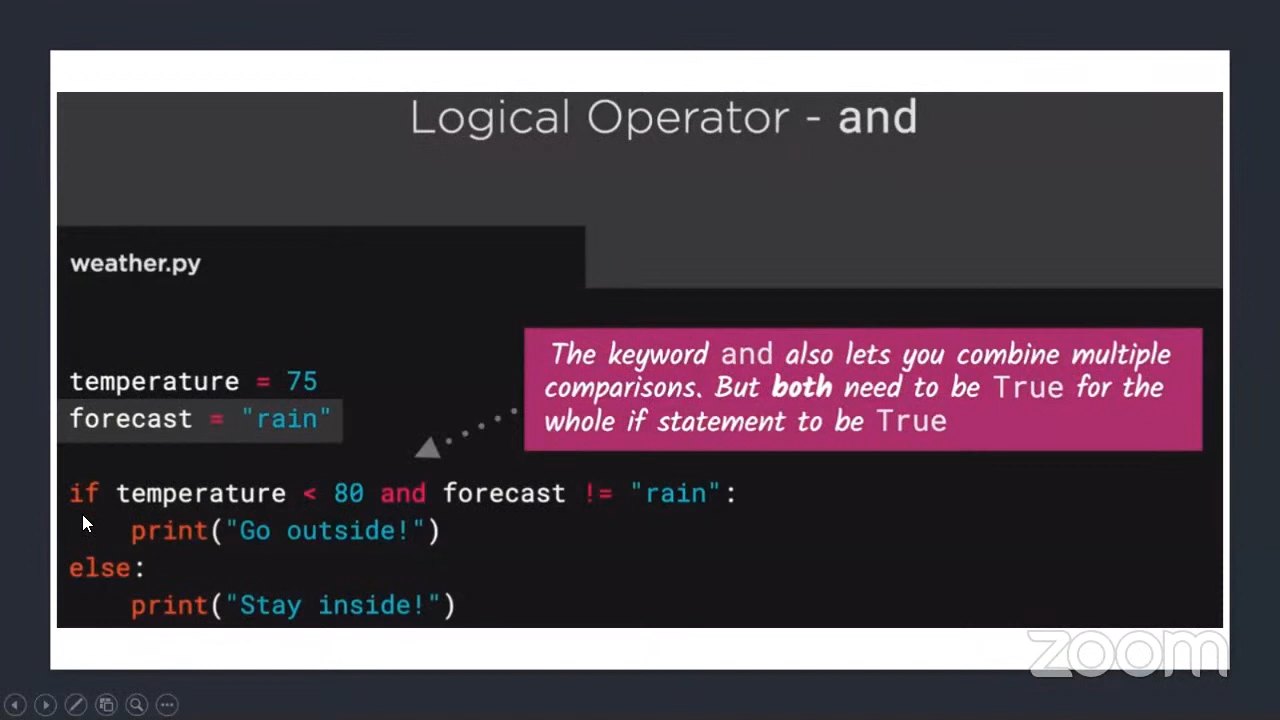 Logical Operator - and
weather.py
The keyword and also lets you combine multiple
comparisons. But both need to be True for the
whole if statement to be True
temperature = 75
forecast = "rain"
if temperature < 80 and forecast != "rain":
    print("Go outside!")
else:
    print("Stay inside!")
zoom